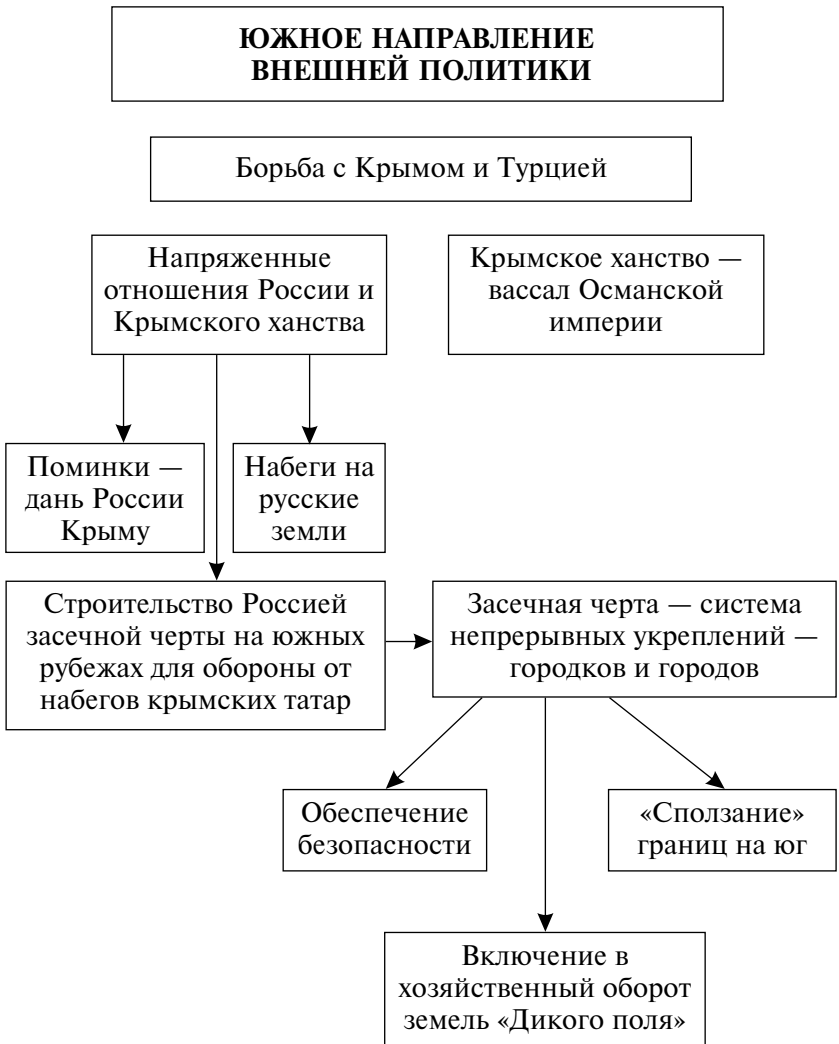 ЮЖНОЕ НАПРАВЛЕНИЕ
ВНЕШНЕЙ ПОЛИТИКИ
Борьба с Крымом и Турцией
Напряженные
отношения России и
Крымского ханства
Крымское ханство —
вассал Османской
империи
Поминки —
дань России
Крыму
Набеги на
русские
земли
Строительство Россией
засечной черты на южных
рубежах для обороны от
набегов крымских татар
Засечная черта — система
непрерывных укреплений —
городков и городов
Обеспечение
безопасности
«Сползание»
границ на юг
Включение в
хозяйственный оборот
земель «Дикого поля»